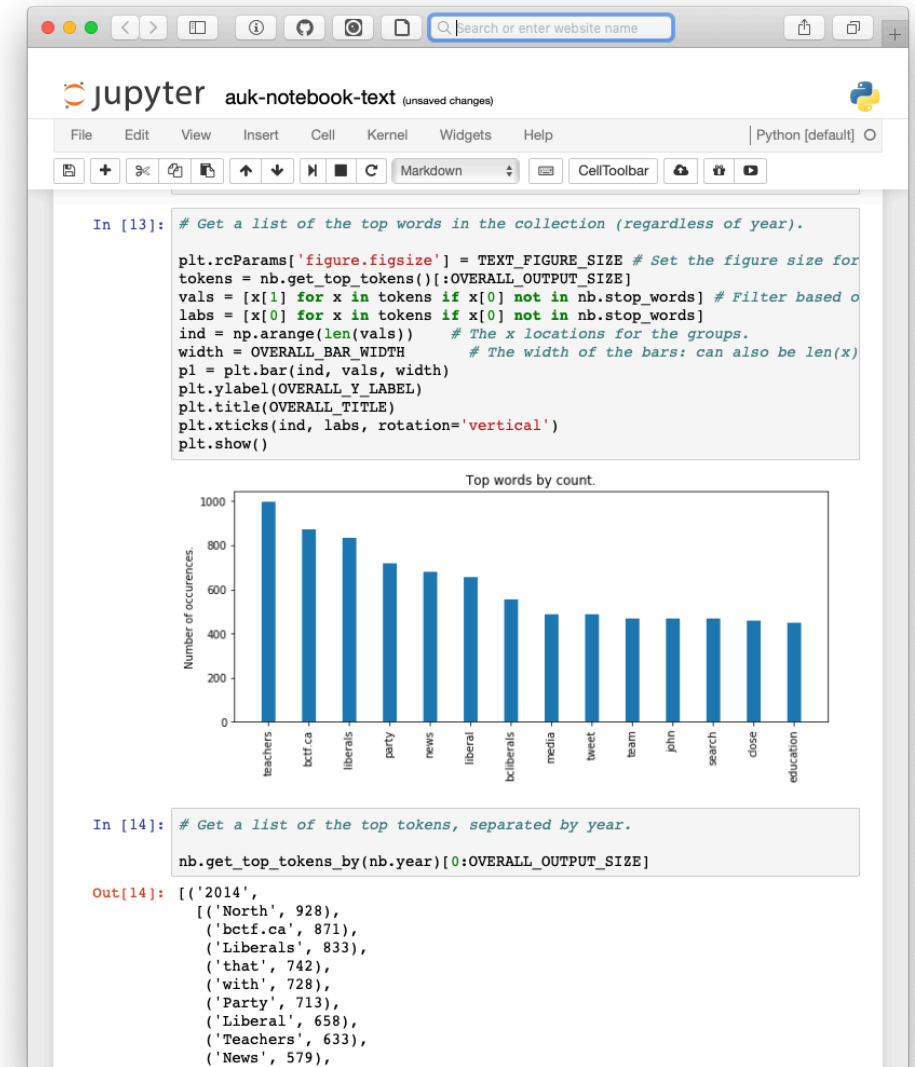 Search or enter website name
jupyter auk-notebook-text (unsaved changes)
File Edit View Insert Cell Kernel Widgets Help Python [default]
Markdown CellToolbar
In [13]: # Get a list of the top words in the collection (regardless of year).
plt.rcParams['figure.figsize'] = TEXT_FIGURE_SIZE # Set the figure size for
tokens = nb.get_top_tokens()[:OVERALL_OUTPUT_SIZE]
vals = [x[1] for x in tokens if x[0] not in nb.stop_words] # Filter based o
labs = [x[0] for x in tokens if x[0] not in nb.stop_words]
ind = np.arange(len(vals)) # The x locations for the groups.
width = OVERALL_BAR_WIDTH # The width of the bars: can also be len(x)
p1 = plt.bar(ind, vals, width)
plt.ylabel(OVERALL_Y_LABEL)
plt.title(OVERALL_TITLE)
plt.xticks(ind, labs, rotation='vertical')
plt.show()
Top words by count.
Number of occurences.
1000
800
600
400
200
0
teachers
bctf.ca
liberals
party
news
liberal
bcliberals
media
tweet
team
john
search
close
education
In [14]: # Get a list of the top tokens, separated by year.
nb.get_top_tokens_by(nb.year)[0:OVERALL_OUTPUT_SIZE]
Out[14]: [('2014',
[('North', 928),
('bctf.ca', 871),
('Liberals', 833),
('that', 742),
('with', 728),
('Party', 713),
('Liberal', 658),
('Teachers', 633),
('News', 579),